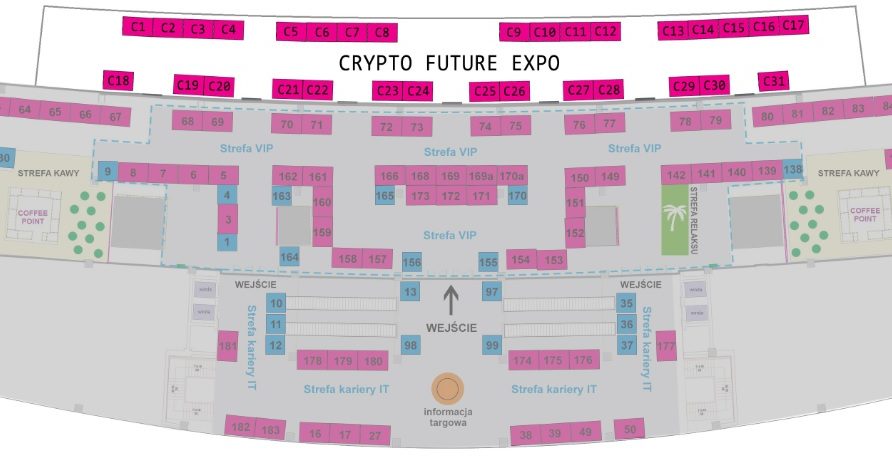 C1 C2 C3 C4 C5 C6 C7 C8 C9 C10 C11 C12 C13 C14 C15 C16 C17
CRYPTO FUTURE EXPO
C18 C19 C20 C21 C22 C23 C24 C25 C26 C27 C28 C29 C30 C31
64 65 66 67 68 69 70 71 72 73 74 75 76 77 78 79 80 81 82 83 84
Strefa VIP Strefa VIP Strefa VIP
STREFA KAWY 9 8 7 6 5 162 161 166 168 169 169a 170a 150 149 142 141 140 139 138 STREFA KAWY
4 163 160 165 173 172 171 170 151
COFFEE
POINT
3
1
159
152
STREFA RELAKSU
COFFEE
POINT
Strefa VIP
164 158 157 156 155 154 153
WEJŚCIE 13 97 WEJŚCIE
10 35
WEJŚCIE
11 36
12 98 99 37
181 177
Strefa kariery IT
Strefa kariery IT
178 179 180 174 175 176
Strefa kariery IT Strefa kariery IT
informacja
targowa
182 183 16 17 27 38 39 49 50